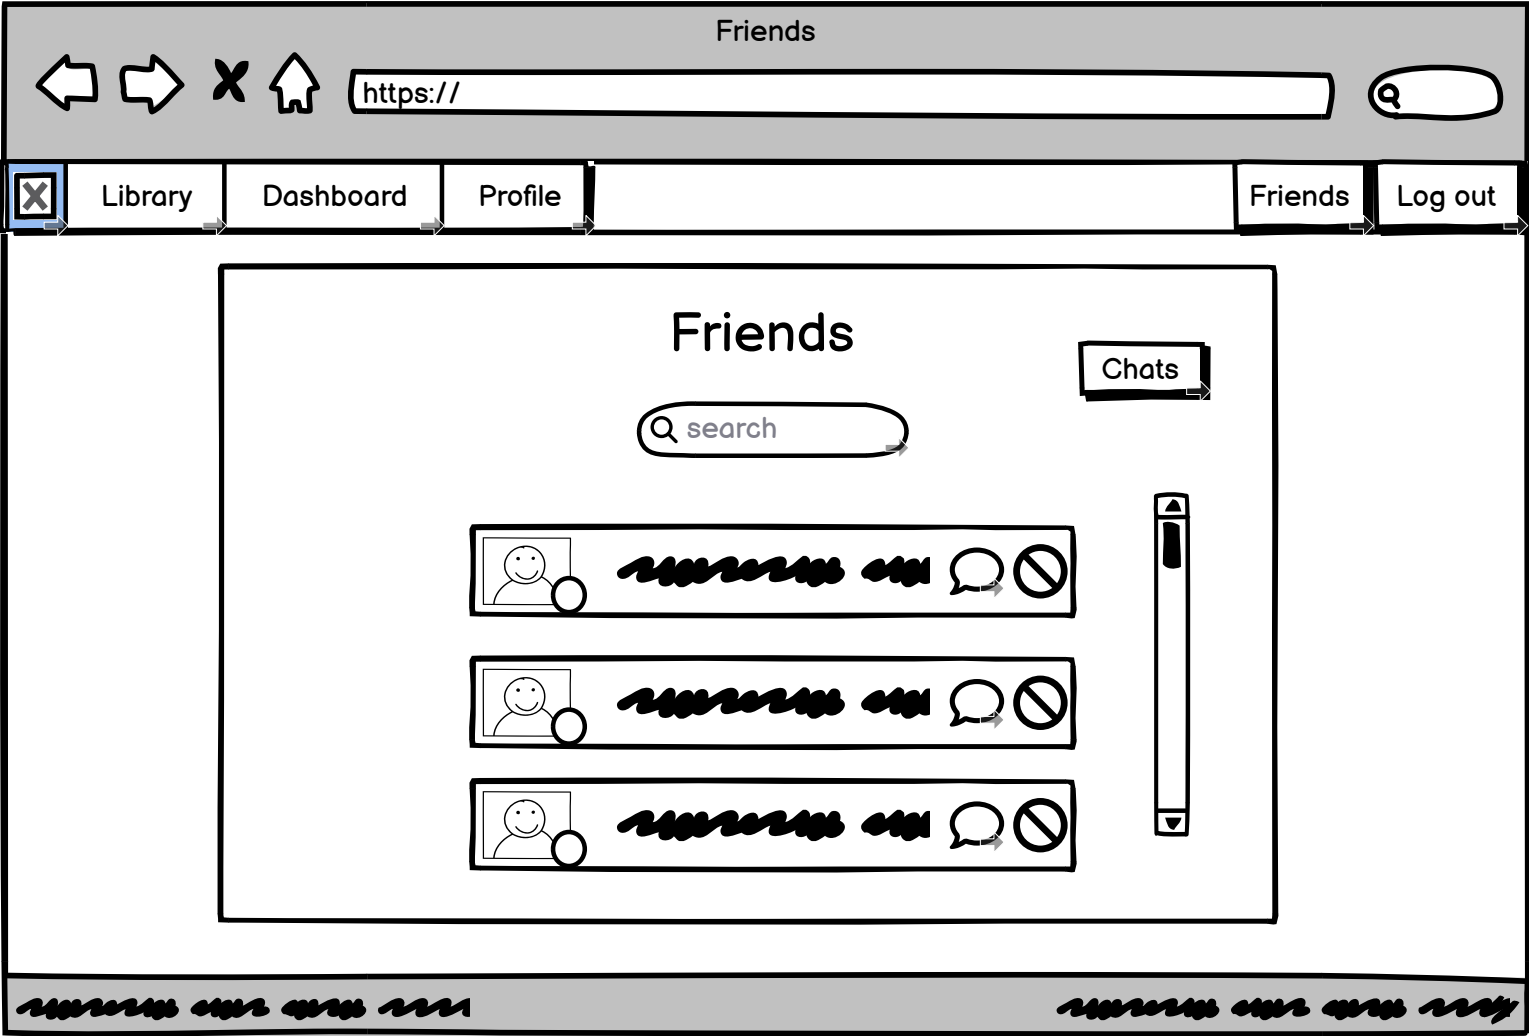 Friends
https://
Library Dashboard Profile Friends Log out
Friends
Chats
search